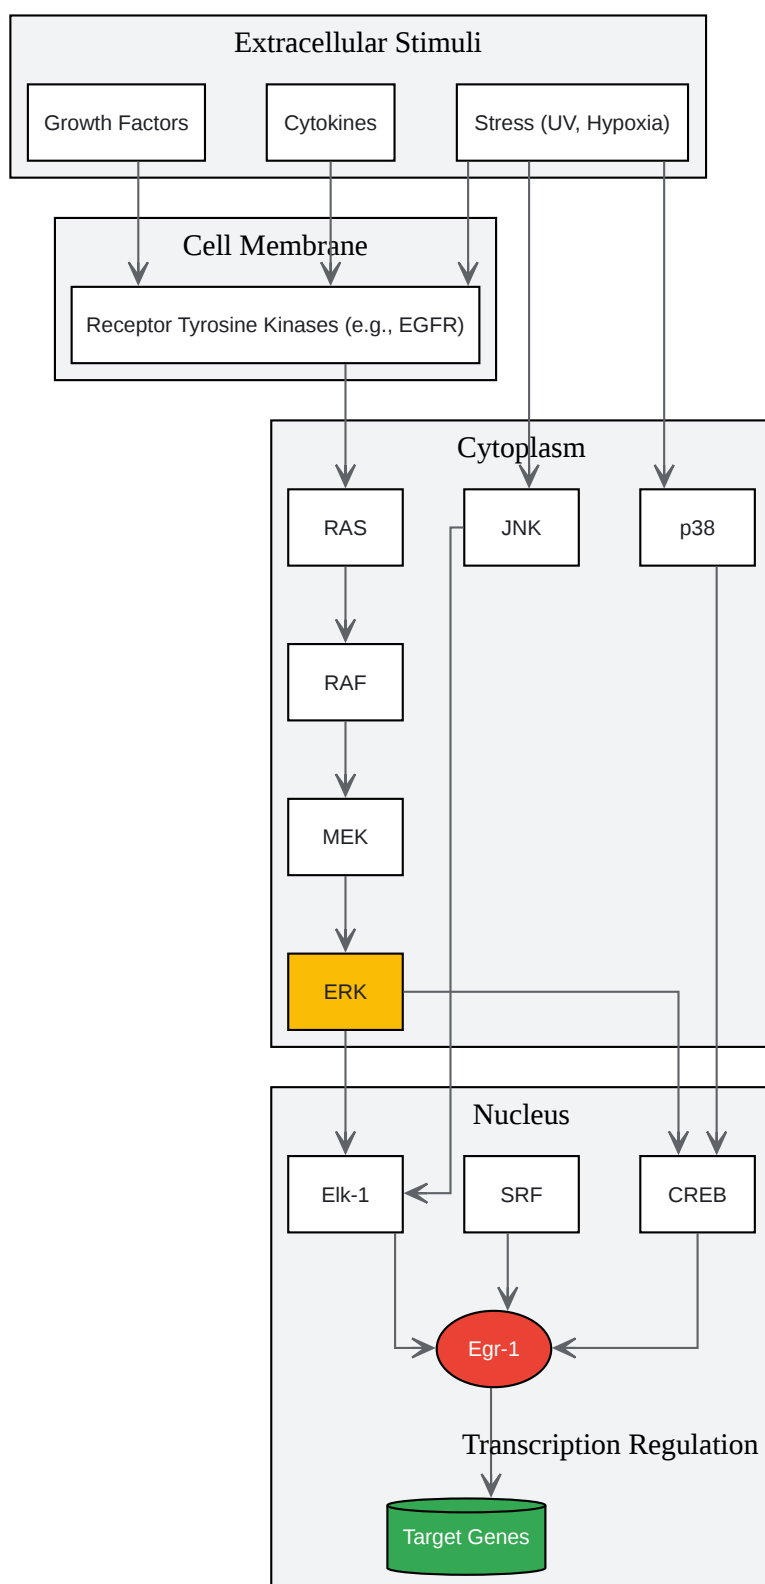 Extracellular Stimuli
Growth Factors
Cytokines
Stress (UV, Hypoxia)
Cell Membrane
Receptor Tyrosine Kinases (e.g., EGFR)
Cytoplasm
RAS
JNK
p38
RAF
MEK
ERK
Nucleus
Elk-1
SRF
CREB
Egr-1
Transcription Regulation
Target Genes